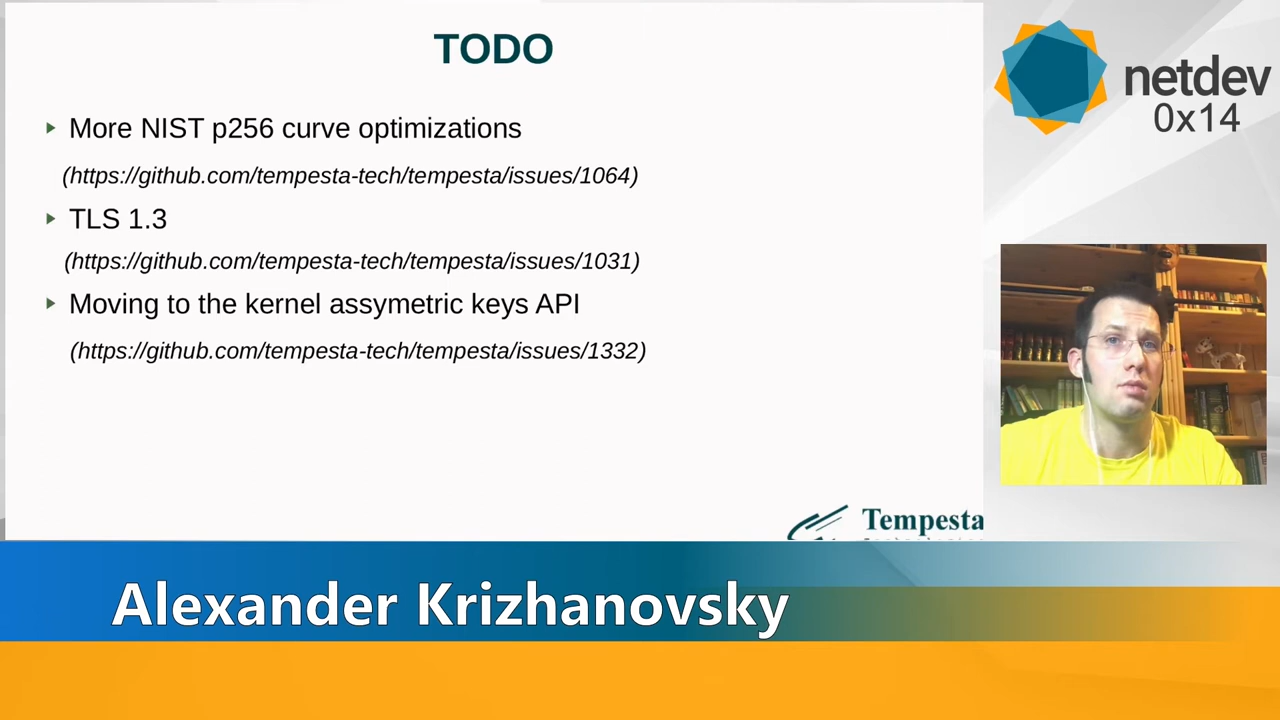 TODO
More NIST p256 curve optimizations
(https://github.com/tempesta-tech/tempesta/issues/1064)
TLS 1.3
(https://github.com/tempesta-tech/tempesta/issues/1031)
Moving to the kernel assymetric keys API
(https://github.com/tempesta-tech/tempesta/issues/1332)
Tempesta
netdev
0x14
Alexander Krizhanovsky